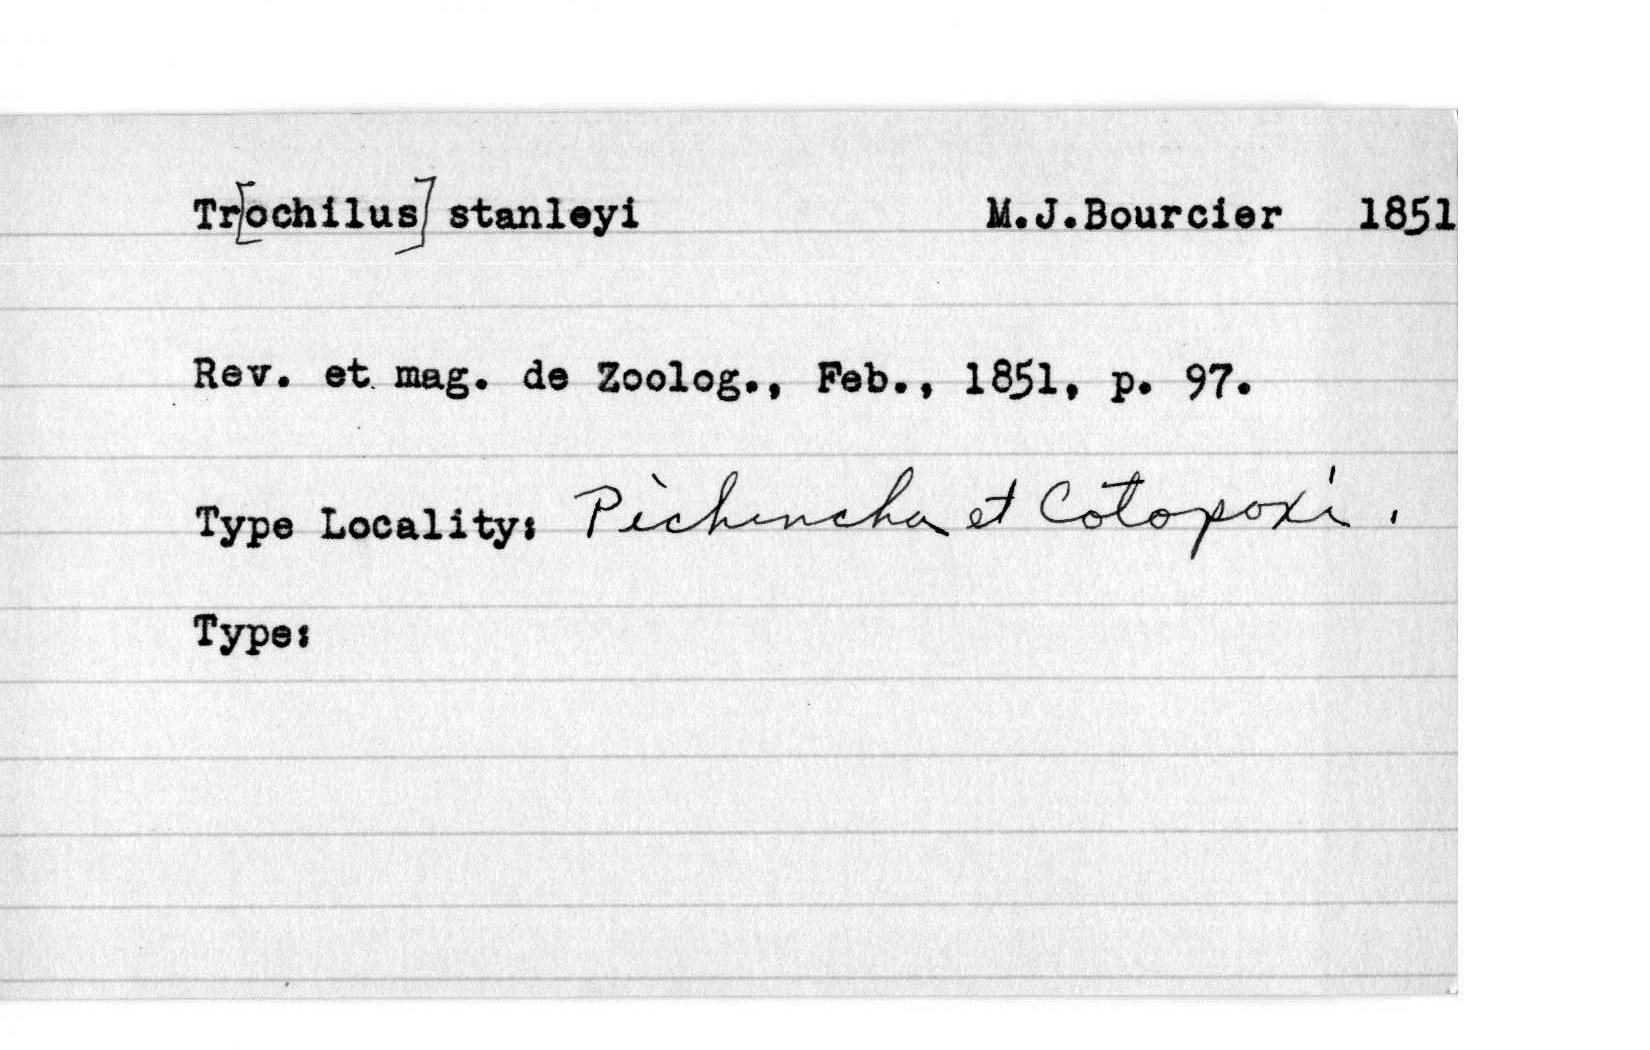 Tr[ochilus] stanleyi M.J.Bourcier 1851
Rev. et mag. de Zoolog., Feb., 1851, p. 97.
Type Locality: Pichincha et Cotopoxi.
Type: